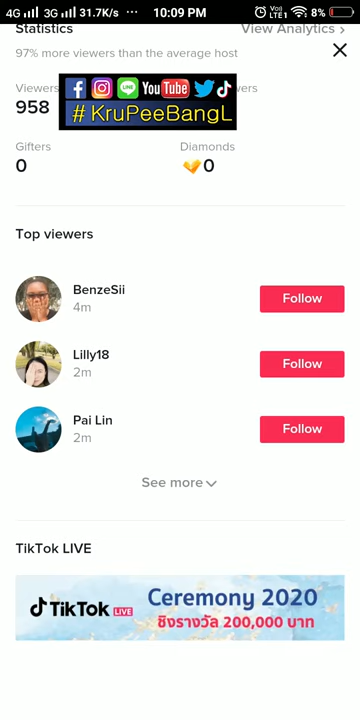 4G 3G 31.7K/s ··· 10:09 PM Vo) LTE1 8%
Statistics View Analytics >
97% more viewers than the average host
Viewers
958
YouTube
# KruPeeBangL
Gifters Diamonds
0 0
Top viewers
BenzeSii
4m
Follow
Lilly18
2m
Follow
Pai Lin
2m
Follow
See more
TikTok LIVE
TikTok LIVE
Ceremony 2020
ชิงรางวัล 200,000 บาท